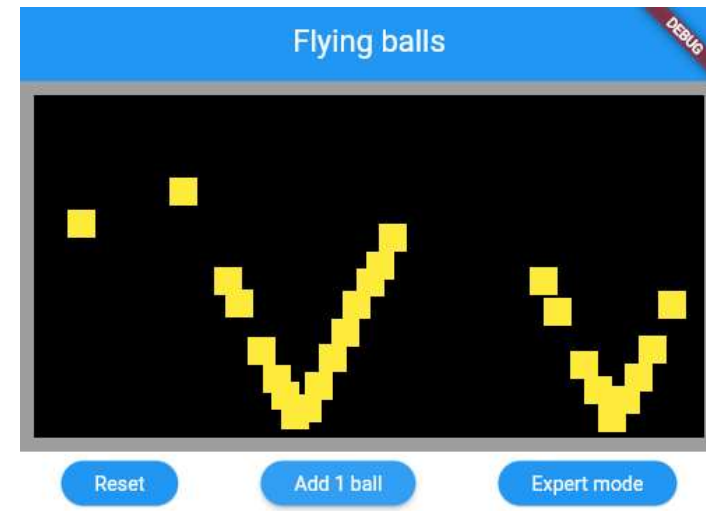 Flying balls
DEBUG
Reset
Add 1 ball
Expert mode